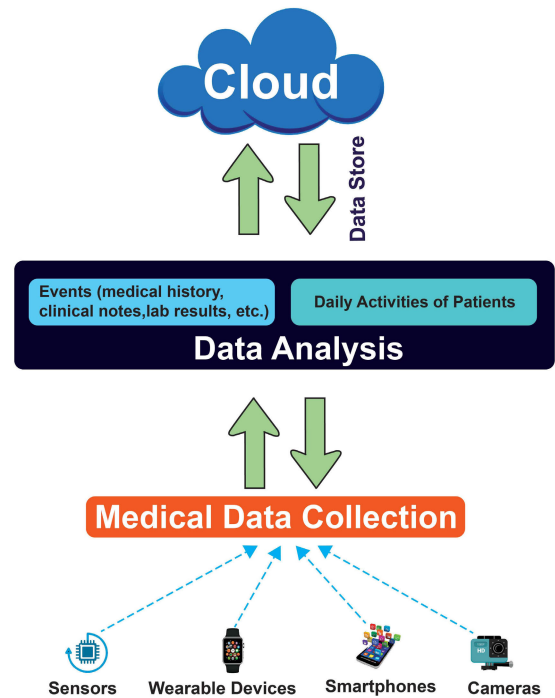 Cloud
Data Store
Events (medical history,
clinical notes,lab results, etc.)
Daily Activities of Patients
Data Analysis
Medical Data Collection
HD
Sensors
Wearable Devices
Smartphones
Cameras